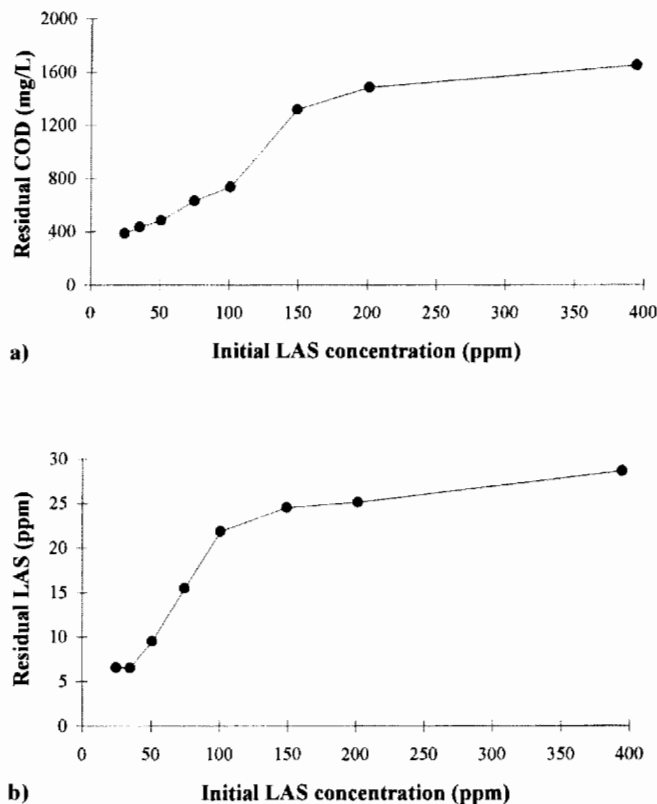 2000
1600
1200
800
400
0
Residual COD (mg/L)
0 50 100 150 200 250 300 350 400
a) Initial LAS concentration (ppm)
30
25
20
15
10
5
0
Residual LAS (ppm)
0 50 100 150 200 250 300 350 400
b) Initial LAS concentration (ppm)